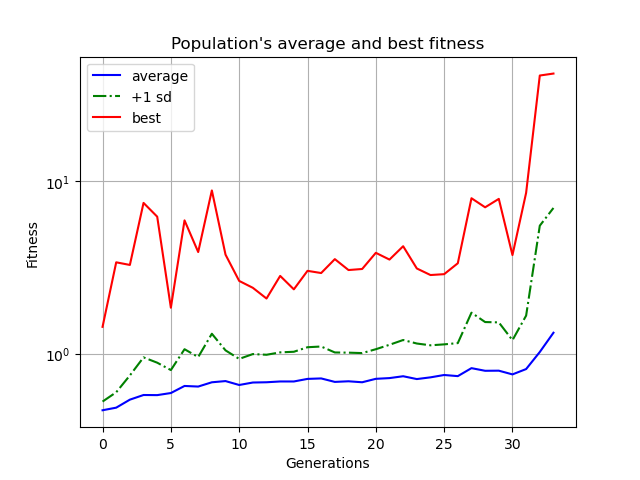 Population's average and best fitness
average
+1 sd
best
10¹
10⁰
Fitness
0 5 10 15 20 25 30
Generations